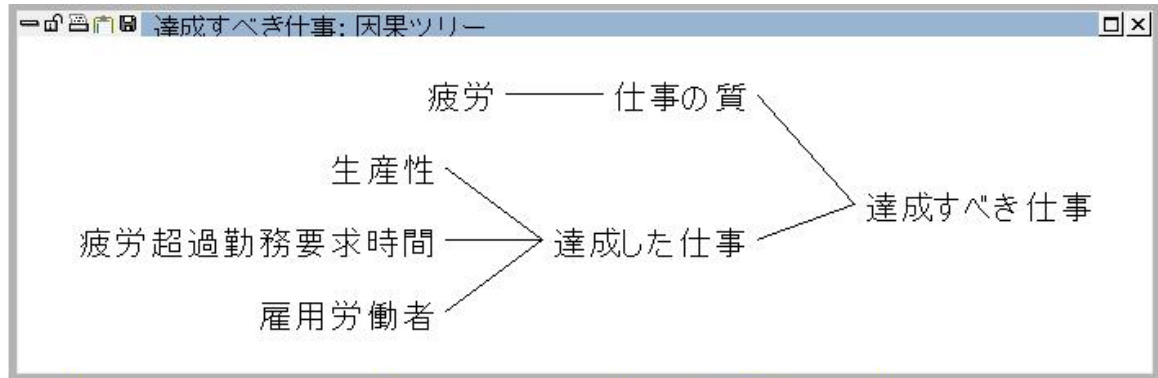 達成すべき仕事: 因果ツリー
疲労 仕事の質
生産性
達成すべき仕事
疲労超過勤務要求時間 達成した仕事
雇用労働者